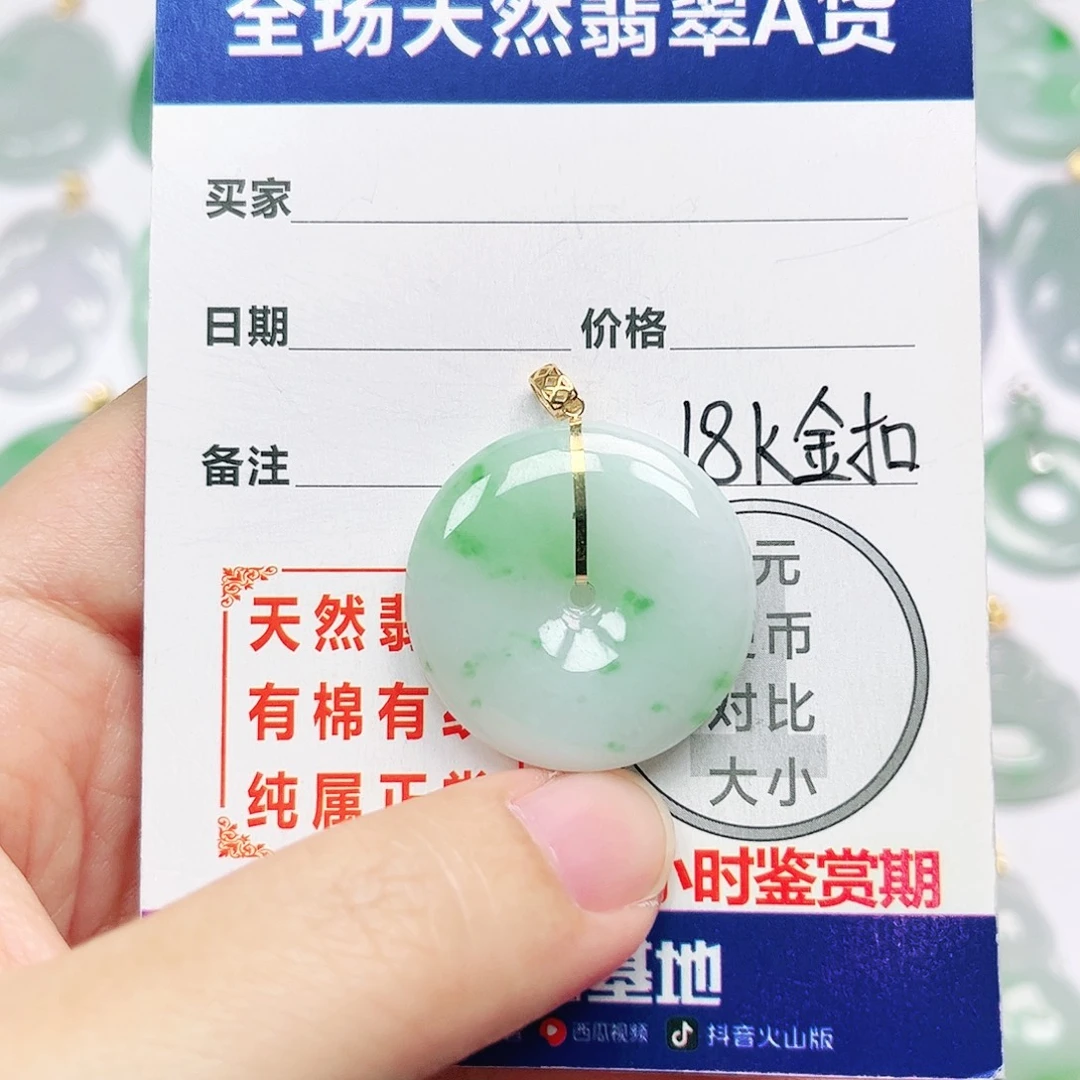 全场天然翡翠A货
买家
日期 价格
备注 18k金扣
天然翡
有棉有
纯属正常
元
币
对比
大小
小时鉴赏期
基地
西瓜视频 抖音火山版